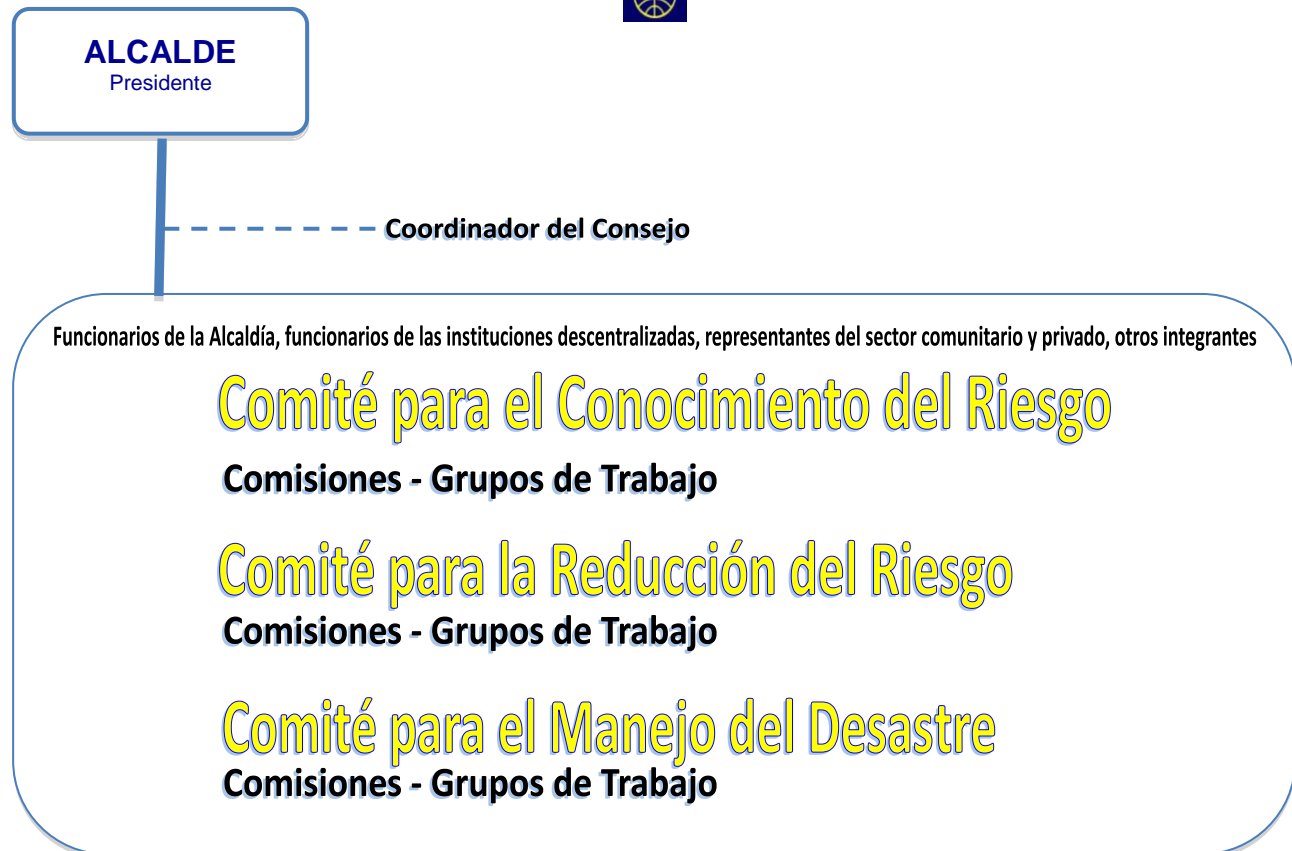 ALCALDE
Presidente
Coordinador del Consejo
Funcionarios de la Alcaldía, funcionarios de las instituciones descentralizadas, representantes del sector comunitario y privado, otros integrantes
Comité para el Conocimiento del Riesgo
Comisiones - Grupos de Trabajo
Comité para la Reducción del Riesgo
Comisiones - Grupos de Trabajo
Comité para el Manejo del Desastre
Comisiones - Grupos de Trabajo